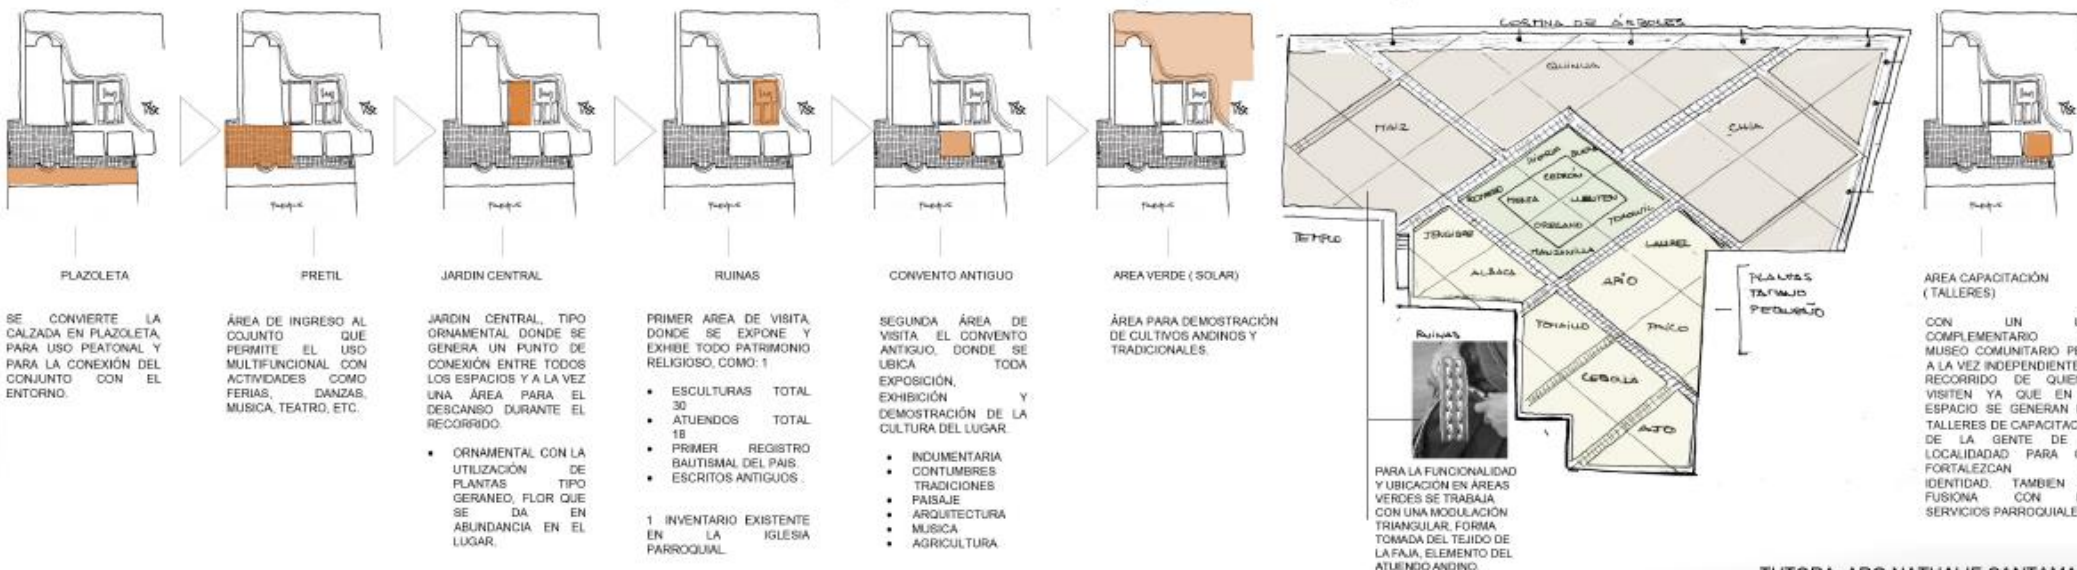 PLAZOLETA
SE CONVIERTE LA
CALZADA EN PLAZOLETA,
PARA USO PEATONAL Y
PARA LA CONEXIÓN DEL
CONJUNTO CON EL
ENTORNO.
PRETIL
ÁREA DE INGRESO AL
COJUNTO QUE
PERMITE EL USO
MULTIFUNCIONAL CON
ACTIVIDADES COMO
FERIAS, DANZAS,
MUSICA, TEATRO, ETC.
JARDIN CENTRAL
JARDIN CENTRAL, TIPO
ORNAMENTAL DONDE SE
GENERA UN PUNTO DE
CONEXIÓN ENTRE TODOS
LOS ESPACIOS Y A LA VEZ
UNA ÁREA PARA EL
DESCANSO DURANTE EL
RECORRIDO.
• ORNAMENTAL CON LA
UTILIZACIÓN DE
PLANTAS TIPO
GERANEO, FLOR QUE
SE DA EN
ABUNDANCIA EN EL
LUGAR.
RUINAS
PRIMER AREA DE VISITA,
DONDE SE EXPONE Y
EXHIBE TODO PATRIMONIO
RELIGIOSO, COMO: 1
• ESCULTURAS TOTAL
30
• ATUENDOS TOTAL
18
• PRIMER REGISTRO
BAUTISMAL DEL PAIS.
• ESCRITOS ANTIGUOS .
1 INVENTARIO EXISTENTE
EN LA IGLESIA
PARROQUIAL.
CONVENTO ANTIGUO
SEGUNDA ÁREA DE
VISITA EL CONVENTO
ANTIGUO, DONDE SE
UBICA TODA
EXPOSICIÓN,
EXHIBICIÓN Y
DEMOSTRACIÓN DE LA
CULTURA DEL LUGAR.
• INDUMENTARIA
• CONTUMBRES
TRADICIONES
• PAISAJE
• ARQUITECTURA
• MUSICA
• AGRICULTURA
AREA VERDE ( SOLAR)
ÁREA PARA DEMOSTRACIÓN
DE CULTIVOS ANDINOS Y
TRADICIONALES.
CORTINA DE ÁRBOLES
QUINUA
MAIZ
CHIA
CEDRÓN
ROMERO
MENTA
LLANTEN
TORONJIL
OREGANO
MANZANILLA
JENGIBRE
LAUREL
ALBACA
APIO
TEMPLO
TOMILLO
PAICO
CEBOLLA
AJO
PLANTAS
TAMAÑO
PEQUEÑO
RUINAS
PARA LA FUNCIONALIDAD
Y UBICACIÓN EN ÁREAS
VERDES SE TRABAJA
CON UNA MODULACIÓN
TRIANGULAR, FORMA
TOMADA DEL TEJIDO DE
LA FAJA, ELEMENTO DEL
ATUENDO ANDINO.
AREA CAPACITACIÓN
( TALLERES)
CON UN
COMPLEMENTARIO
MUSEO COMUNITARIO
A LA VEZ INDEPENDIENTE
RECORRIDO DE
VISITEN YA QUE EN
ESPACIO SE GENERAN
TALLERES DE
DE LA GENTE DE
LOCALIDADAD PARA
FORTALEZCAN
IDENTIDAD. TAMBIEN
FUSIONA CON
SERVICIOS